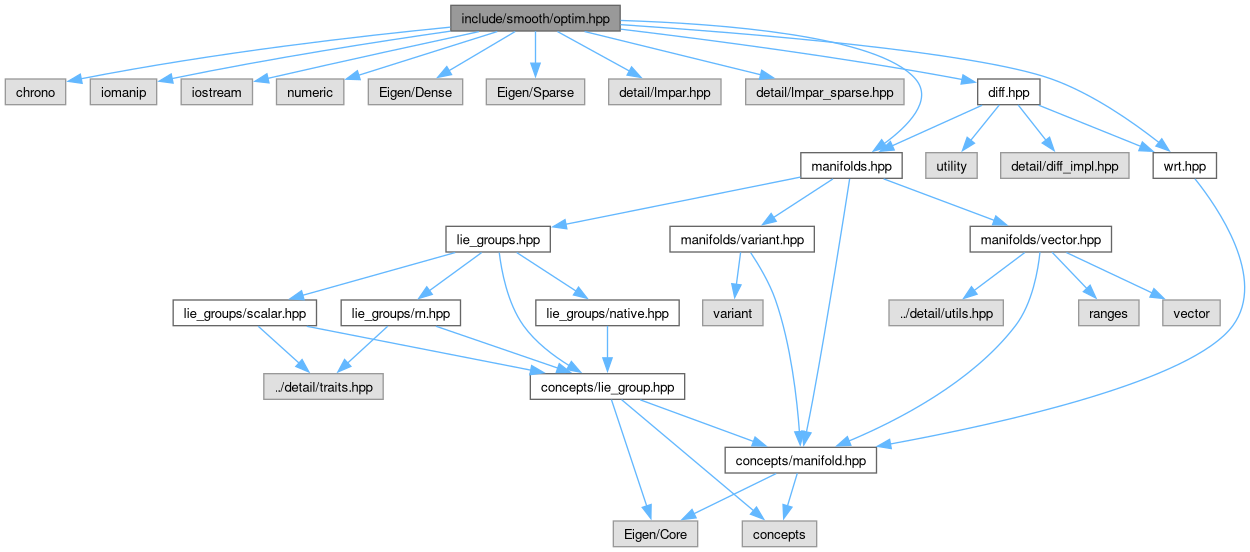 include/smooth/optim.hpp
chrono
iomanip
iostream
numeric
Eigen/Dense
Eigen/Sparse
detail/lmpar.hpp
detail/lmpar_sparse.hpp
diff.hpp
manifolds.hpp
utility
detail/diff_impl.hpp
wrt.hpp
lie_groups.hpp
manifolds/variant.hpp
manifolds/vector.hpp
lie_groups/scalar.hpp
lie_groups/rn.hpp
lie_groups/native.hpp
variant
../detail/utils.hpp
ranges
vector
../detail/traits.hpp
concepts/lie_group.hpp
concepts/manifold.hpp
Eigen/Core
concepts